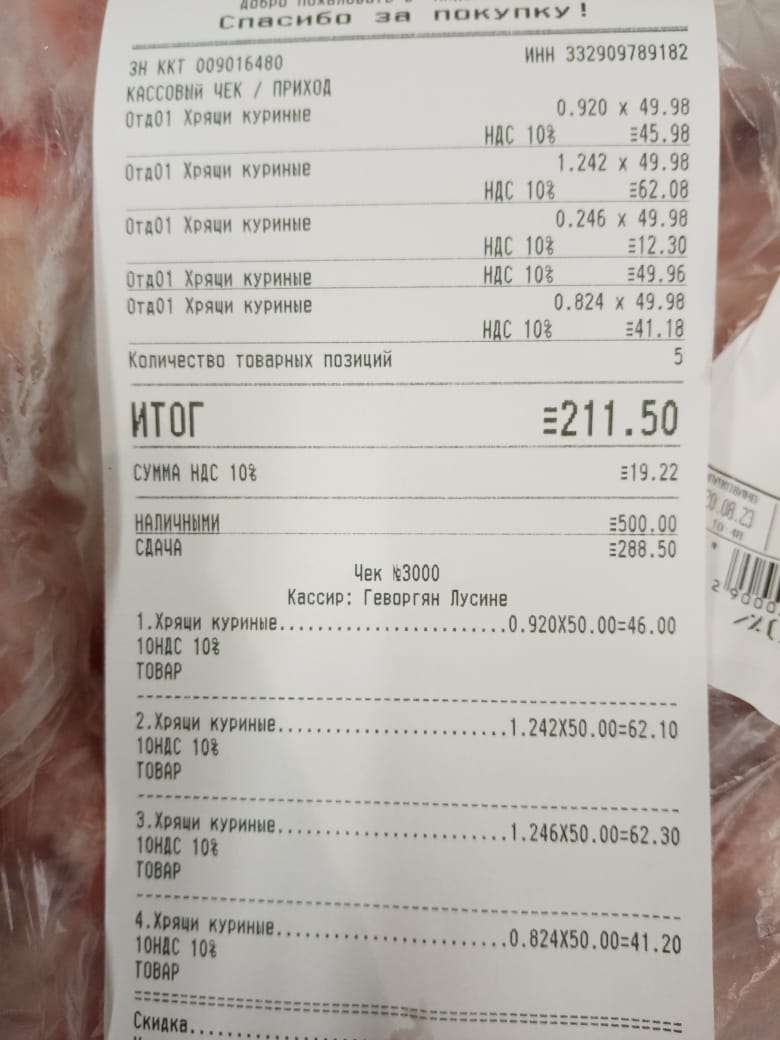 Спасибо за покупку!
ЗН ККТ 009016480 ИНН 332909789182
КАССОВЫЙ ЧЕК / ПРИХОД
Отд01 Хрящи куриные 0.920 x 49.98
НДС 10% ≡45.98
Отд01 Хрящи куриные 1.242 x 49.98
НДС 10% ≡62.08
Отд01 Хрящи куриные 0.246 x 49.98
НДС 10% ≡12.30
Отд01 Хрящи куриные НДС 10% ≡49.96
Отд01 Хрящи куриные 0.824 x 49.98
НДС 10% ≡41.18
Количество товарных позиций 5
ИТОГ ≡211.50
СУММА НДС 10% ≡19.22
НАЛИЧНЫМИ ≡500.00
СДАЧА ≡288.50
Чек №3000
Кассир: Геворгян Лусине
1.Хрящи куриные.......................0.920X50.00=46.00
10НДС 10%
ТОВАР
2.Хрящи куриные.......................1.242X50.00=62.10
10НДС 10%
ТОВАР
3.Хрящи куриные.......................1.246X50.00=62.30
10НДС 10%
ТОВАР
4.Хрящи куриные.......................0.824X50.00=41.20
10НДС 10%
ТОВАР
Скидка